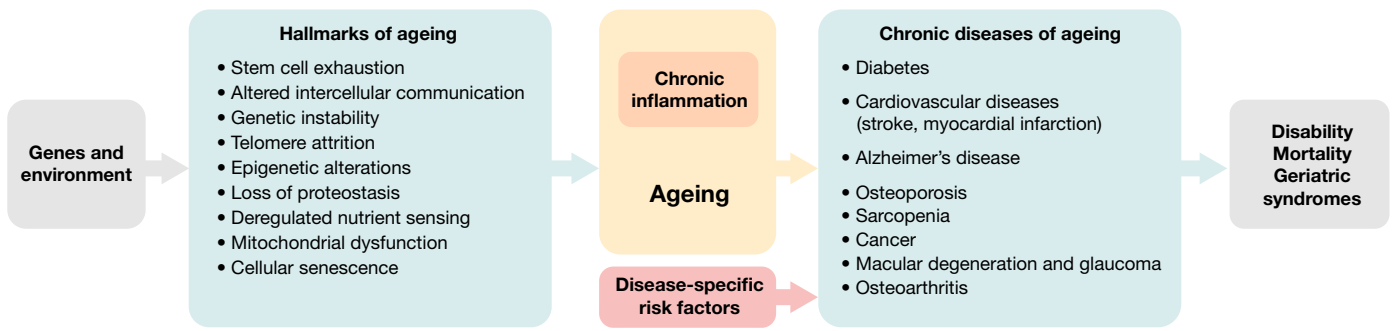 Genes and
environment
Hallmarks of ageing
• Stem cell exhaustion
• Altered intercellular communication
• Genetic instability
• Telomere attrition
• Epigenetic alterations
• Loss of proteostasis
• Deregulated nutrient sensing
• Mitochondrial dysfunction
• Cellular senescence
Chronic
inflammation
Ageing
Disease-specific
risk factors
Chronic diseases of ageing
• Diabetes
• Cardiovascular diseases
(stroke, myocardial infarction)
• Alzheimer’s disease
• Osteoporosis
• Sarcopenia
• Cancer
• Macular degeneration and glaucoma
• Osteoarthritis
Disability
Mortality
Geriatric
syndromes